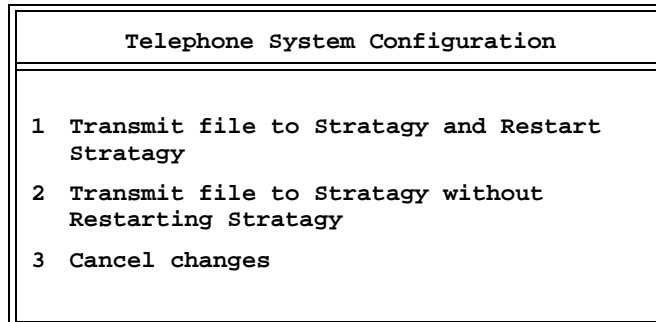 Telephone System Configuration
1 Transmit file to Stratagy and Restart
Stratagy
2 Transmit file to Stratagy without
Restarting Stratagy
3 Cancel changes